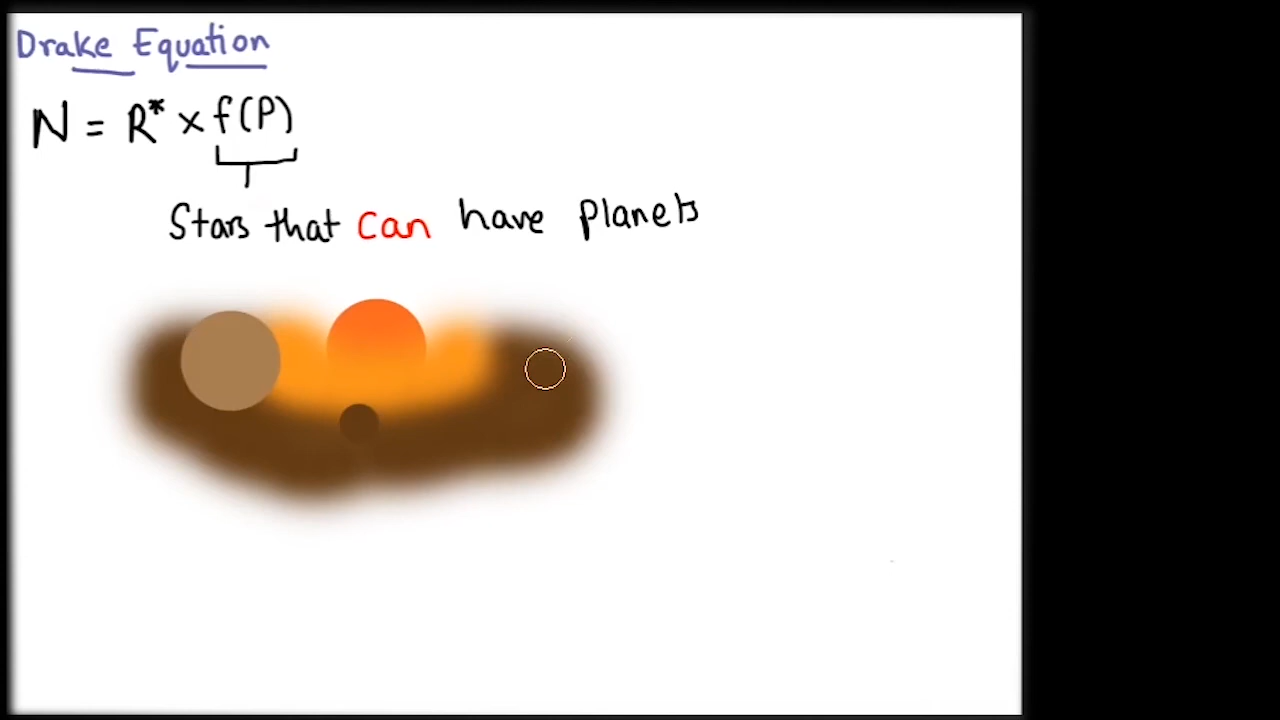 Drake Equation
N = R* × f(P)
Stars that can have planets